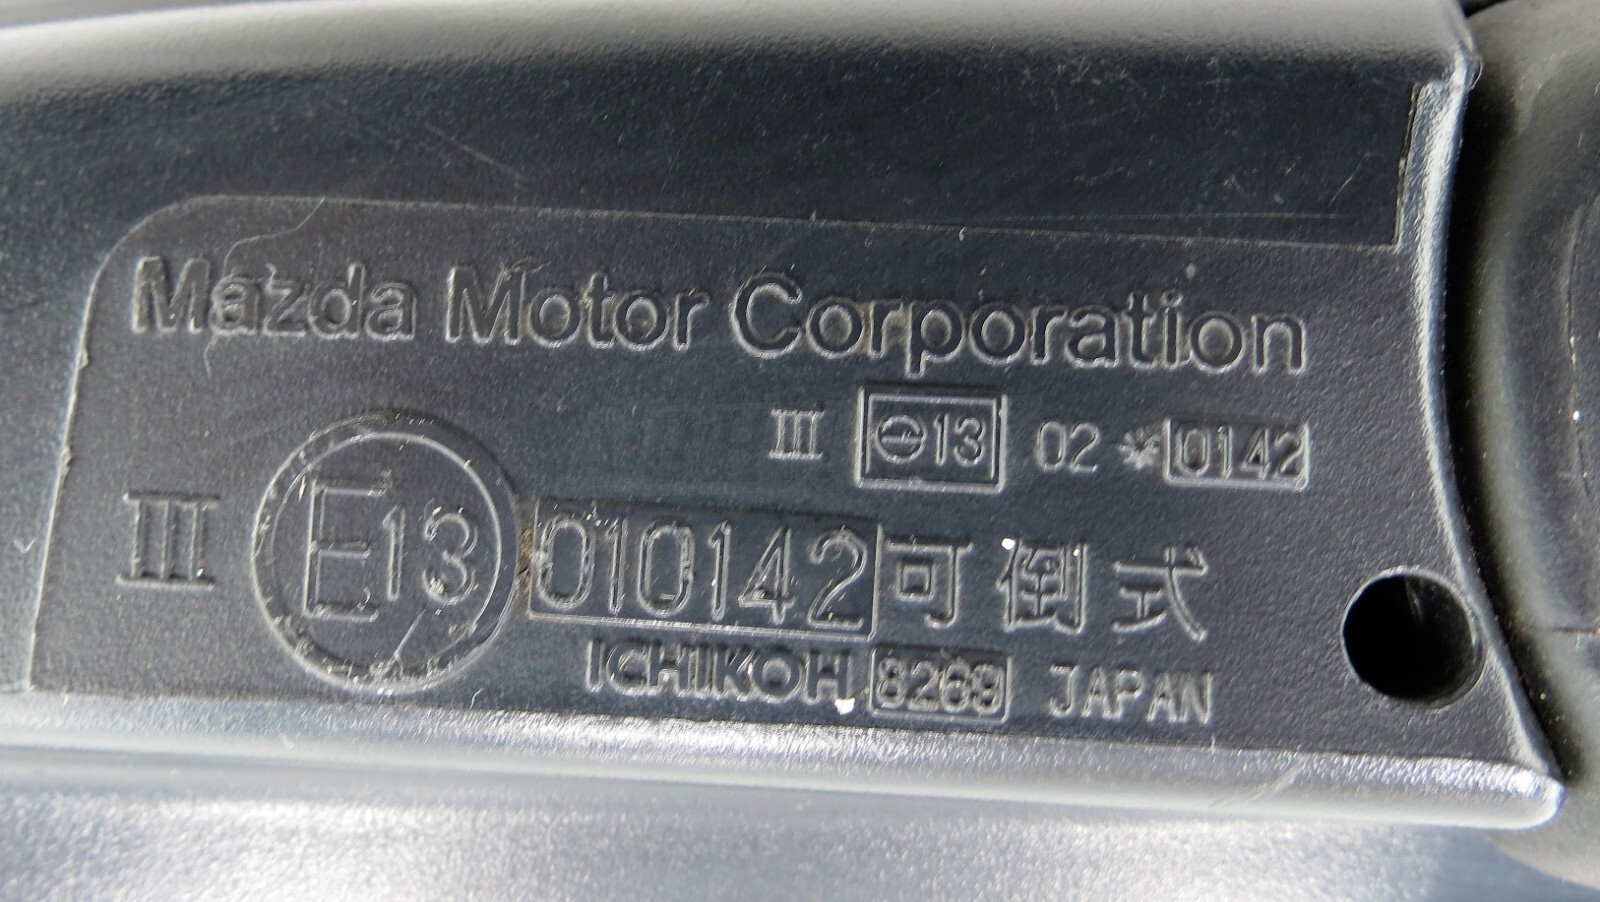 Mazda Motor Corporation
III e13 02 * 0142
III E13 010142 可倒式
ICHIKOH 8269 JAPAN